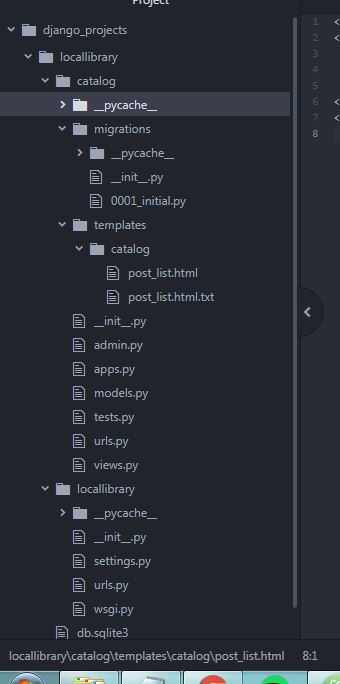 Project
django_projects
locallibrary
catalog
__pycache__
migrations
__pycache__
__init__.py
0001_initial.py
templates
catalog
post_list.html
post_list.html.txt
__init__.py
admin.py
apps.py
models.py
tests.py
urls.py
views.py
locallibrary
__pycache__
__init__.py
settings.py
urls.py
wsgi.py
db.sqlite3
1 <
2 <
3
4
5
6 <
7 <
8
locallibrary\catalog\templates\catalog\post_list.html 8:1